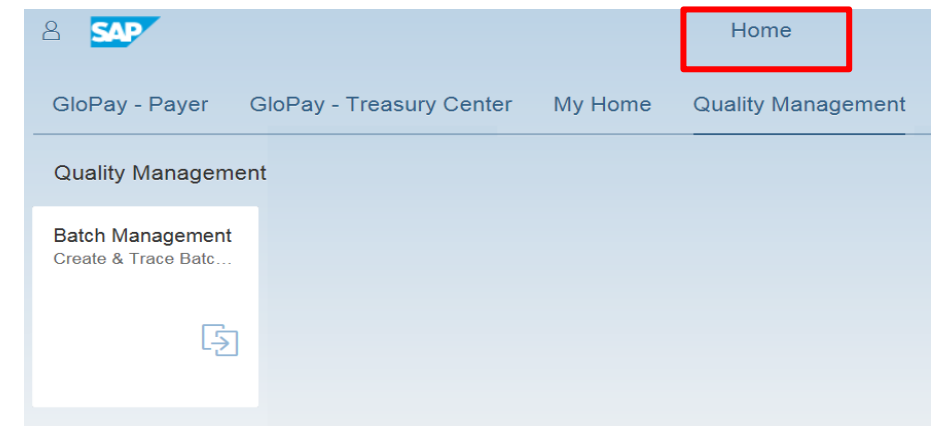 SAP
Home
GloPay - Payer GloPay - Treasury Center My Home Quality Management
Quality Management
Batch Management
Create & Trace Batc...